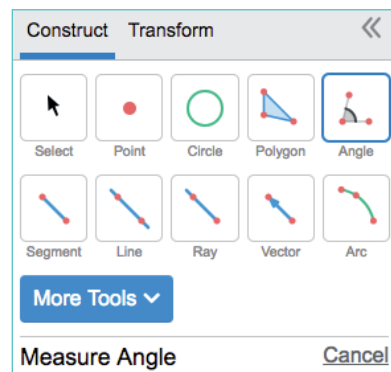 Construct Transform
Select Point Circle Polygon Angle
Segment Line Ray Vector Arc
More Tools
Measure Angle Cancel